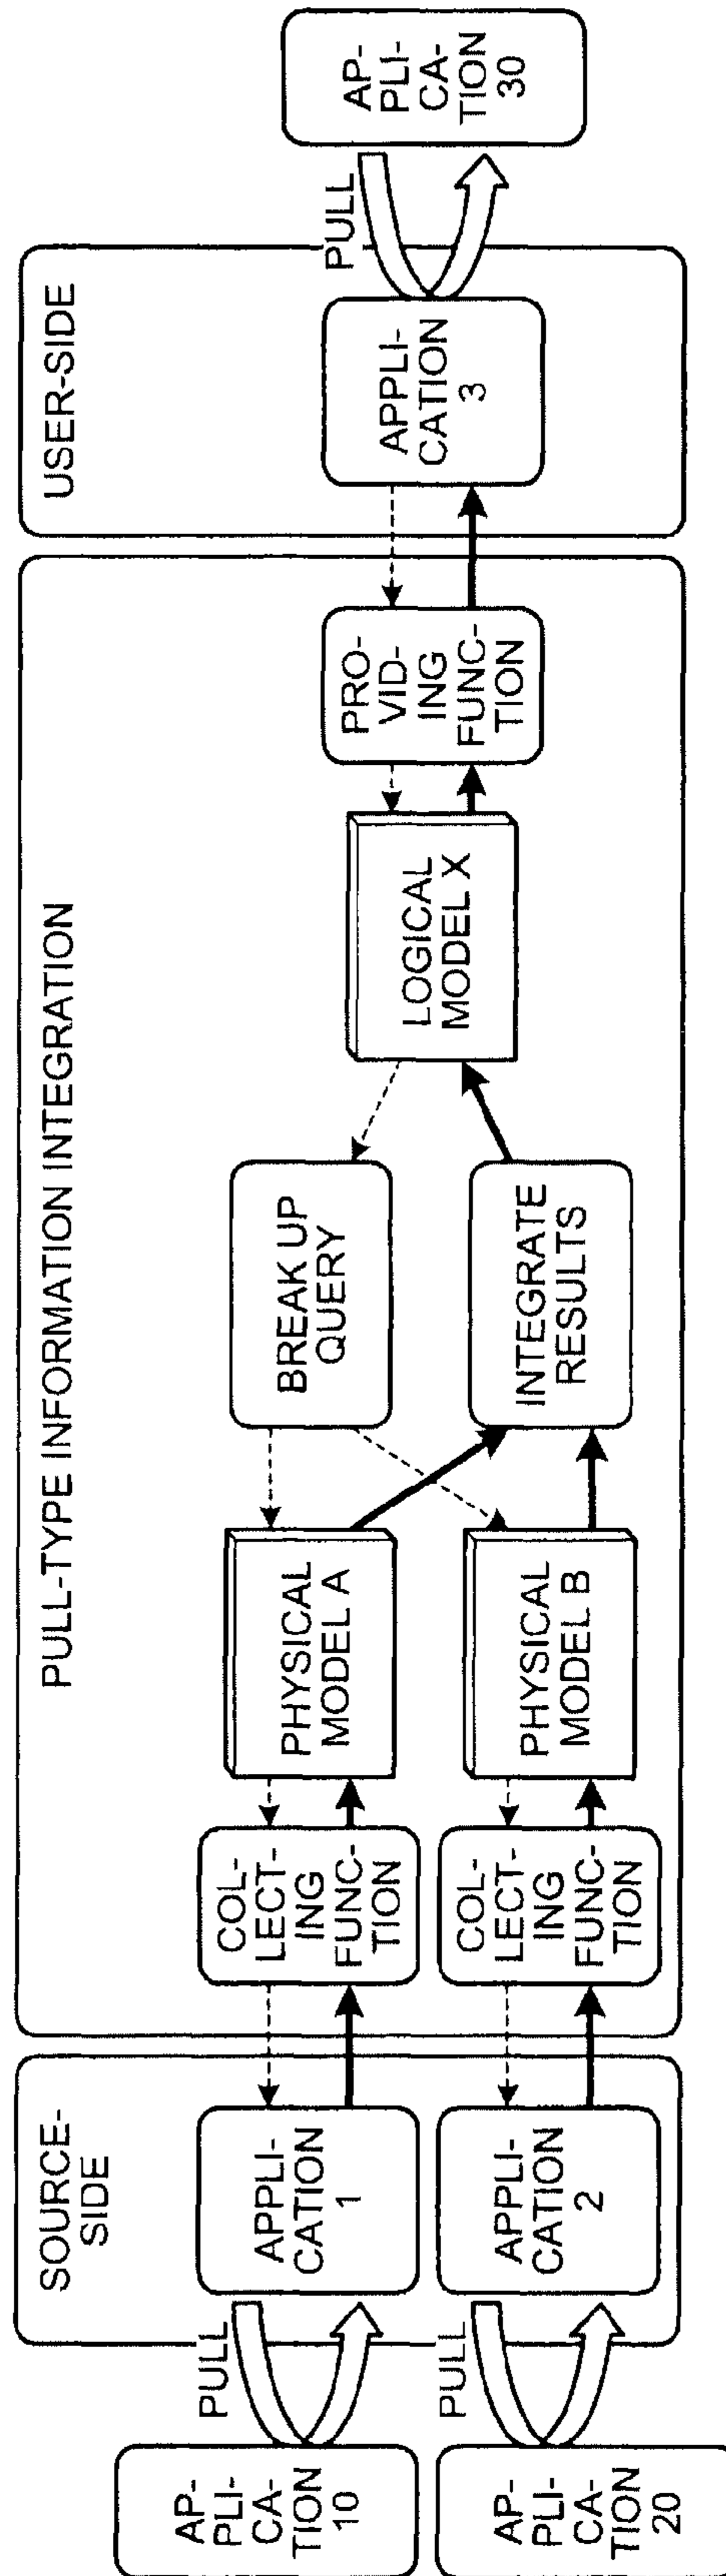 PULL-TYPE INFORMATION INTEGRATION
SOURCE-
SIDE
USER-SIDE
AP-
PLI-
CA-
TION
10
PULL
APPLI-
CATION
1
COL-
LECT-
ING
FUNC-
TION
PHYSICAL
MODEL A
BREAK UP
QUERY
AP-
PLI-
CA-
TION
20
PULL
APPLI-
CATION
2
COL-
LECT-
ING
FUNC-
TION
PHYSICAL
MODEL B
INTEGRATE
RESULTS
LOGICAL
MODEL X
PRO-
VID-
ING
FUNC-
TION
APPLI-
CATION
3
PULL
AP-
PLI-
CA-
TION
30